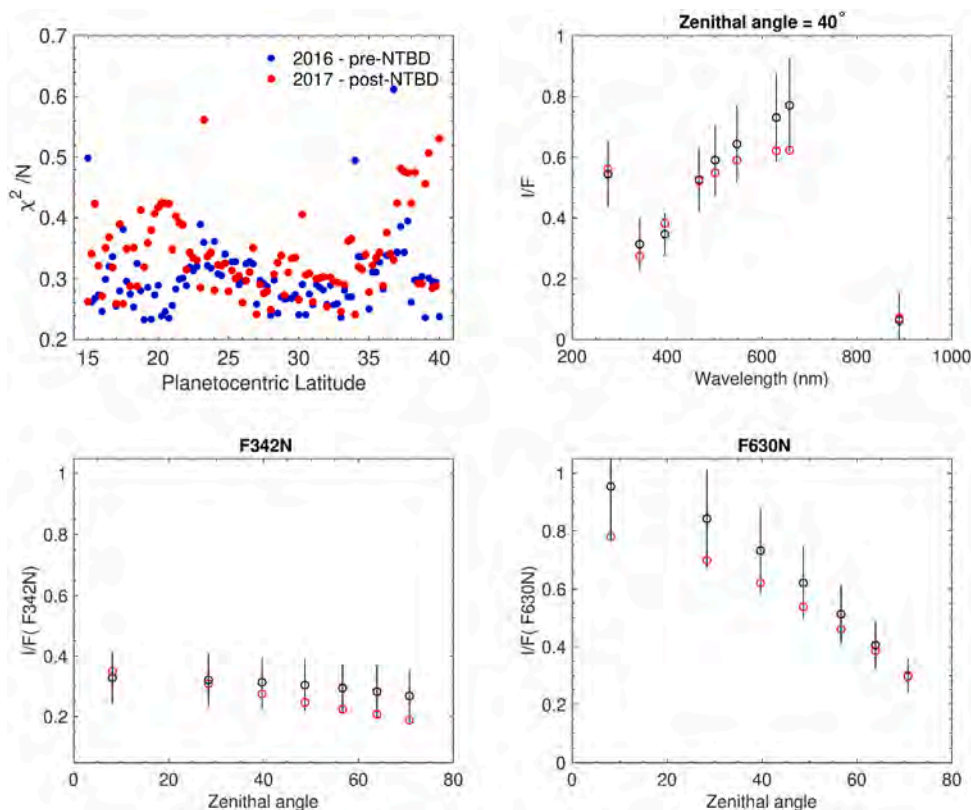 0.7
0.6
0.5
0.4
0.3
0.2
χ² /N
2016 - pre-NTBD
2017 - post-NTBD
15 20 25 30 35 40
Planetocentric Latitude
Zenithal angle = 40°
1
0.8
0.6
0.4
0.2
0
I/F
200 400 600 800 1000
Wavelength (nm)
F342N
1
0.8
0.6
0.4
0.2
I/F( F342N)
0 20 40 60 80
Zenithal angle
F630N
1
0.8
0.6
0.4
0.2
0
I/F( F630N)
0 20 40 60 80
Zenithal angle